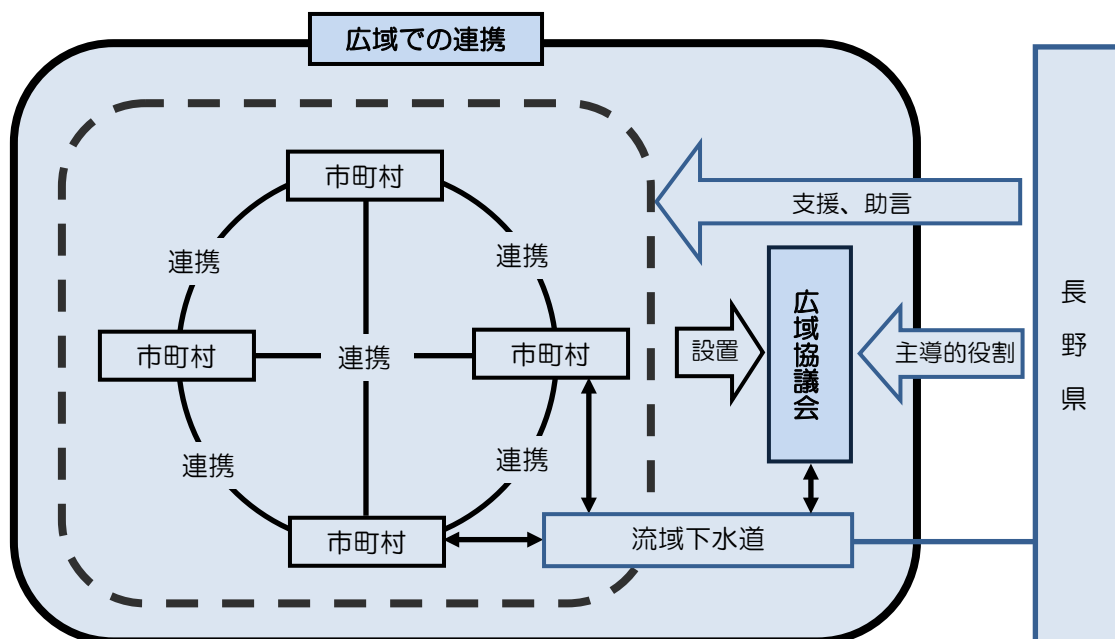 広域での連携
市町村
支援、助言
連携
連携
長野県
設置
広域協議会
主導的役割
市町村
連携
市町村
連携
連携
市町村
流域下水道